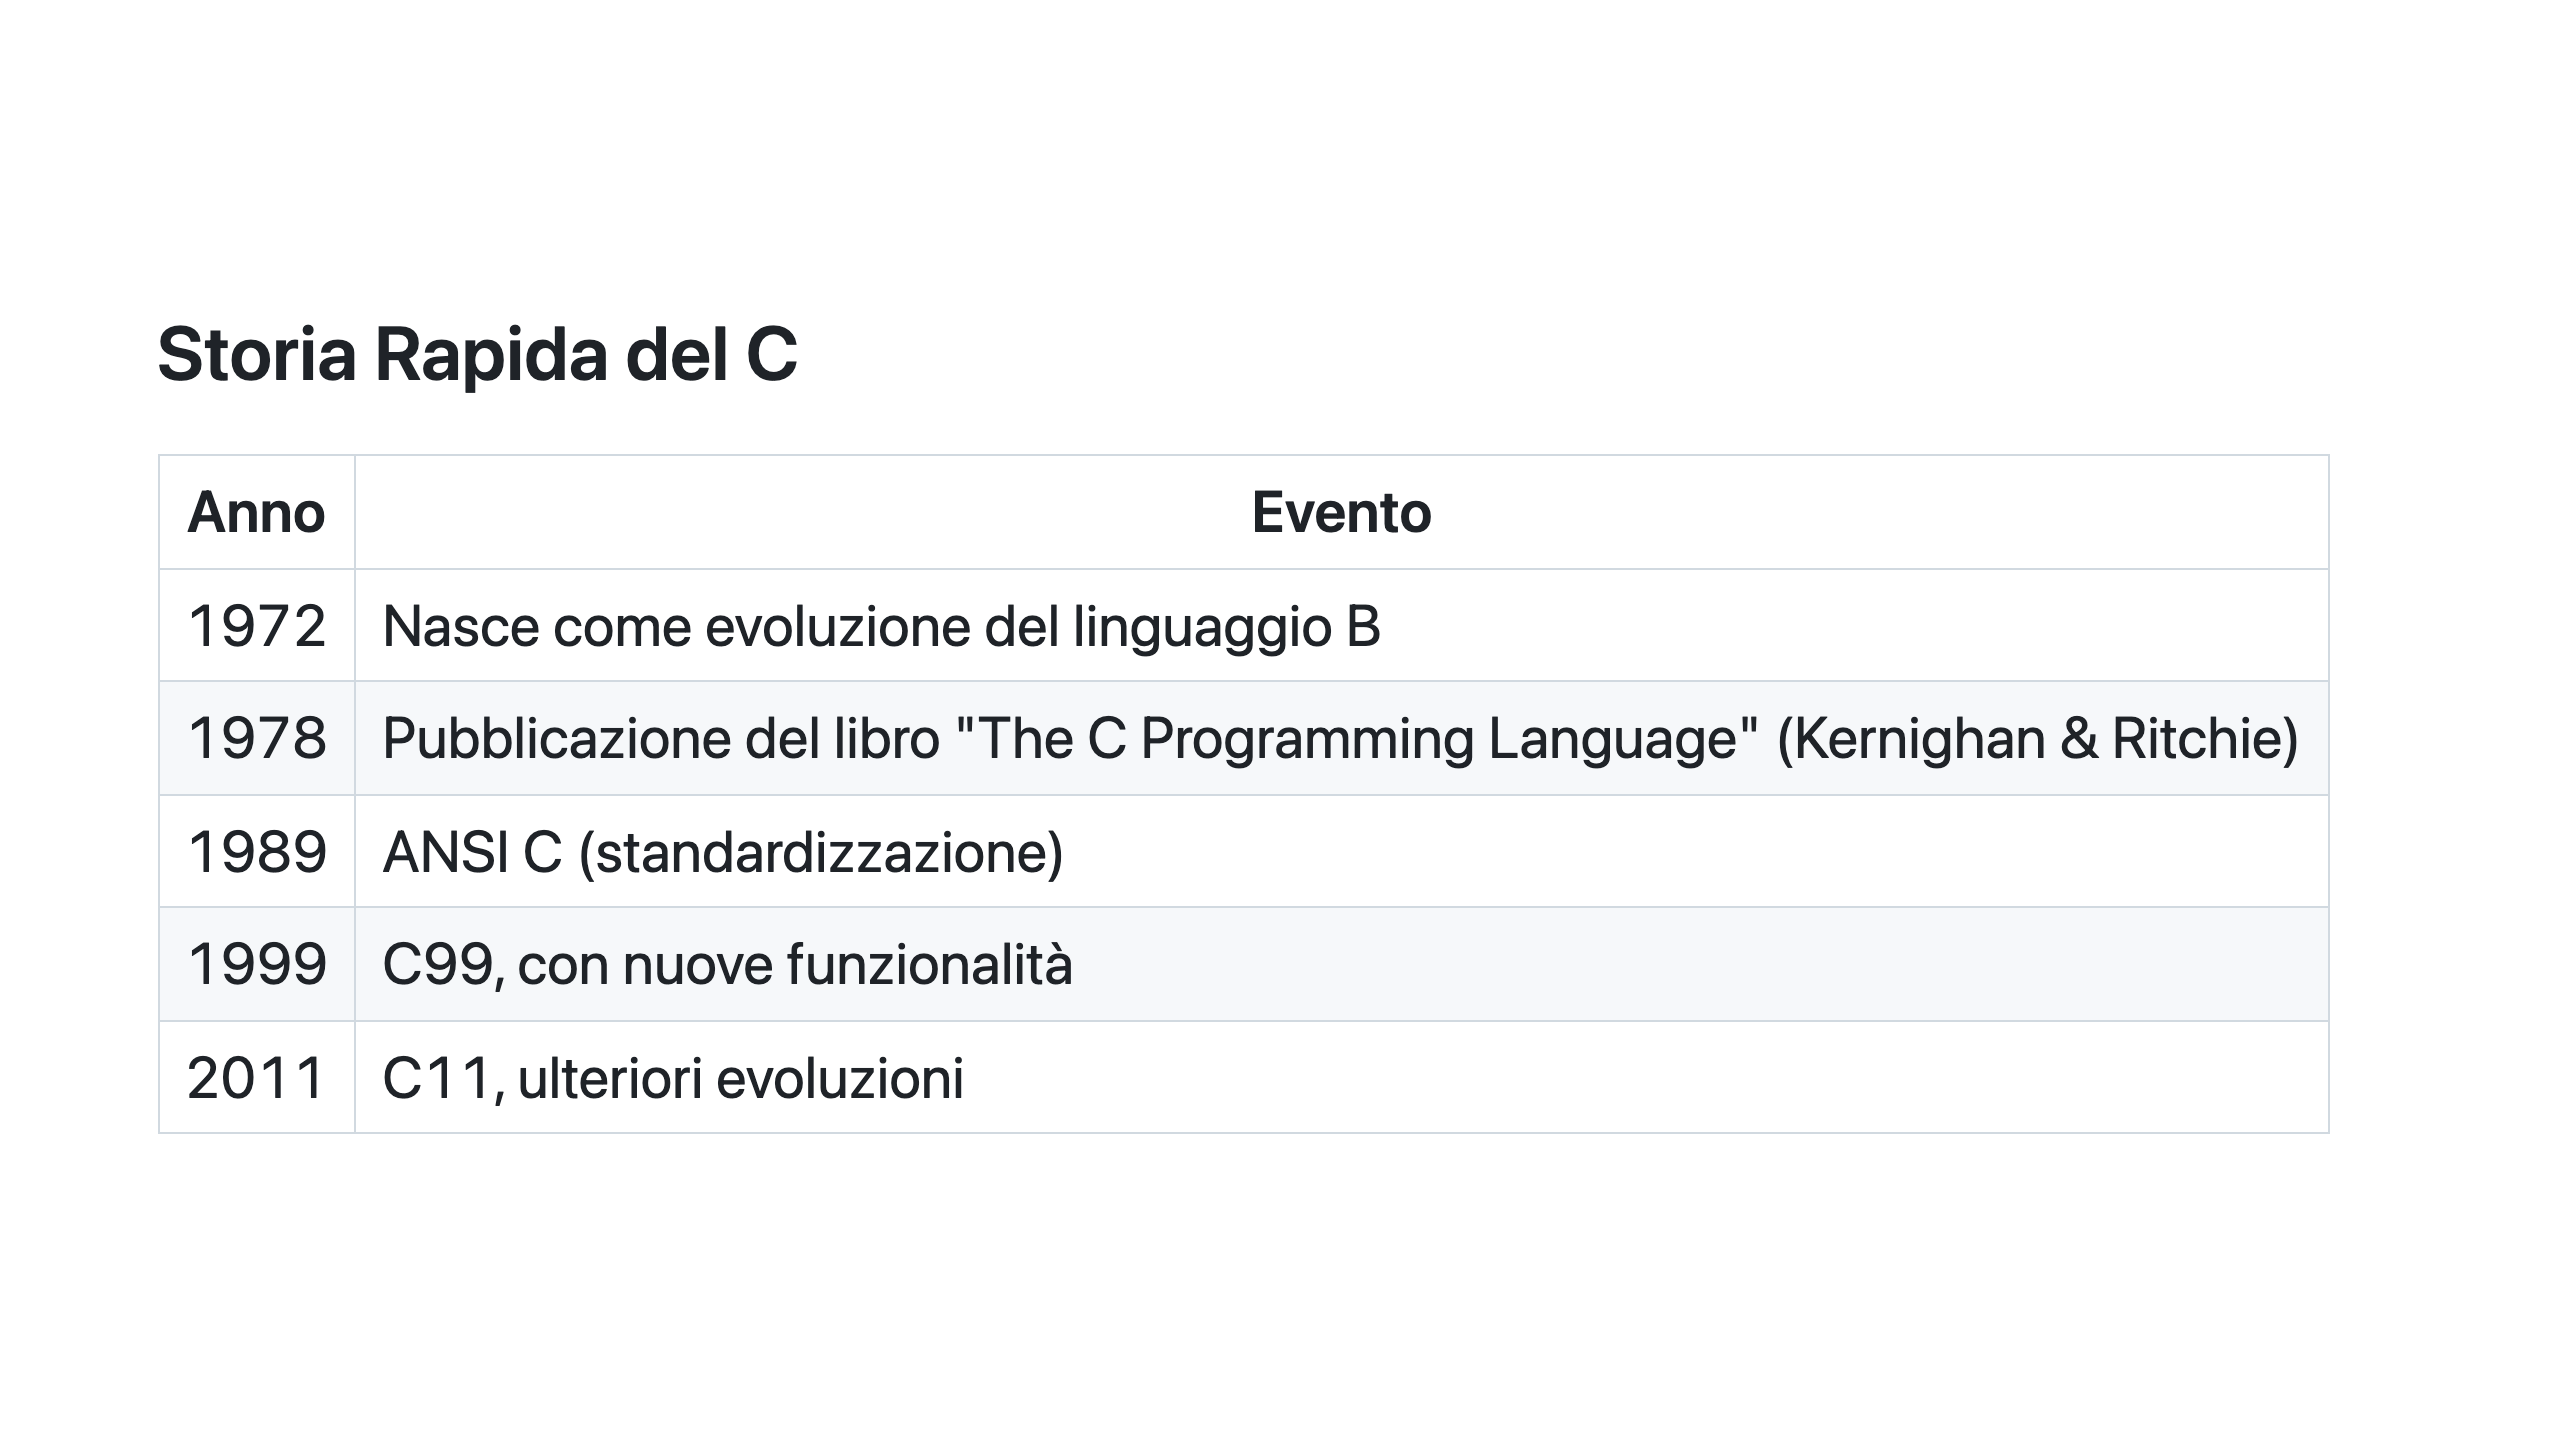 Storia Rapida del C
Anno Evento
1972 Nasce come evoluzione del linguaggio B
1978 Pubblicazione del libro "The C Programming Language" (Kernighan & Ritchie)
1989 ANSI C (standardizzazione)
1999 C99, con nuove funzionalità
2011 C11, ulteriori evoluzioni